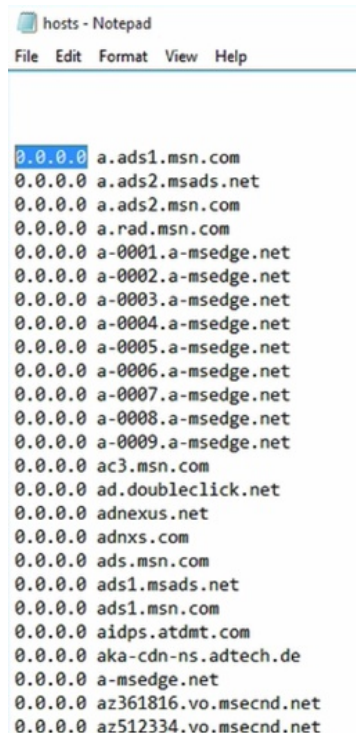 hosts - Notepad
File Edit Format View Help
0.0.0.0 a.ads1.msn.com
0.0.0.0 a.ads2.msads.net
0.0.0.0 a.ads2.msn.com
0.0.0.0 a.rad.msn.com
0.0.0.0 a-0001.a-msedge.net
0.0.0.0 a-0002.a-msedge.net
0.0.0.0 a-0003.a-msedge.net
0.0.0.0 a-0004.a-msedge.net
0.0.0.0 a-0005.a-msedge.net
0.0.0.0 a-0006.a-msedge.net
0.0.0.0 a-0007.a-msedge.net
0.0.0.0 a-0008.a-msedge.net
0.0.0.0 a-0009.a-msedge.net
0.0.0.0 ac3.msn.com
0.0.0.0 ad.doubleclick.net
0.0.0.0 adnexus.net
0.0.0.0 adnxs.com
0.0.0.0 ads.msn.com
0.0.0.0 ads1.msads.net
0.0.0.0 ads1.msn.com
0.0.0.0 aidps.atdmt.com
0.0.0.0 aka-cdn-ns.adtech.de
0.0.0.0 a-msedge.net
0.0.0.0 az361816.vo.msecnd.net
0.0.0.0 az512334.vo.msecnd.net